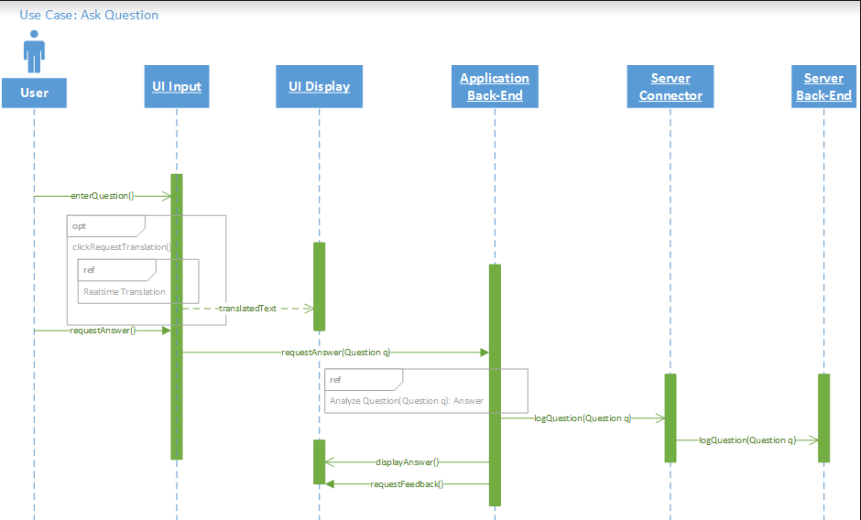 Use Case: Ask Question
User
UI Input
UI Display
Application
Back-End
Server
Connector
Server
Back-End
enterQuestion()
opt
clickRequestTranslation()
ref
Realtime Translation
translatedText
requestAnswer()
requestAnswer(Question q)
ref
Analyze Question(Question q): Answer
logQuestion(Question q)
logQuestion(Question q)
displayAnswer()
requestFeedback()